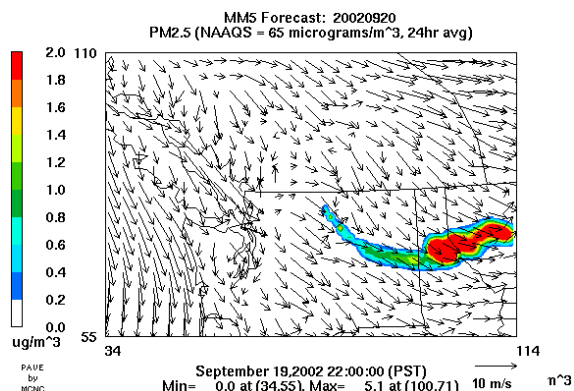 MM5 Forecast: 20020920
PM2.5 (NAAQS = 65 micrograms/m^3, 24hr avg)
2.0
1.8
1.6
1.4
1.2
1.0
0.8
0.6
0.4
0.2
0.0
ug/m^3
110
55
34
114
PAVE
by
MCNC
September 19,2002 22:00:00 (PST)
Min= 0.0 at (34,55), Max= 5.1 at (100,71)
10 m/s
n^3